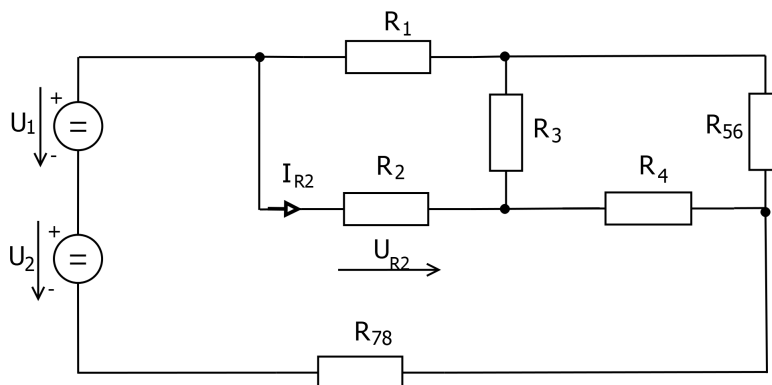 R1
+
U1
=
-
R3
R56
R2
R4
IR2
+
U2
=
-
UR2
R78